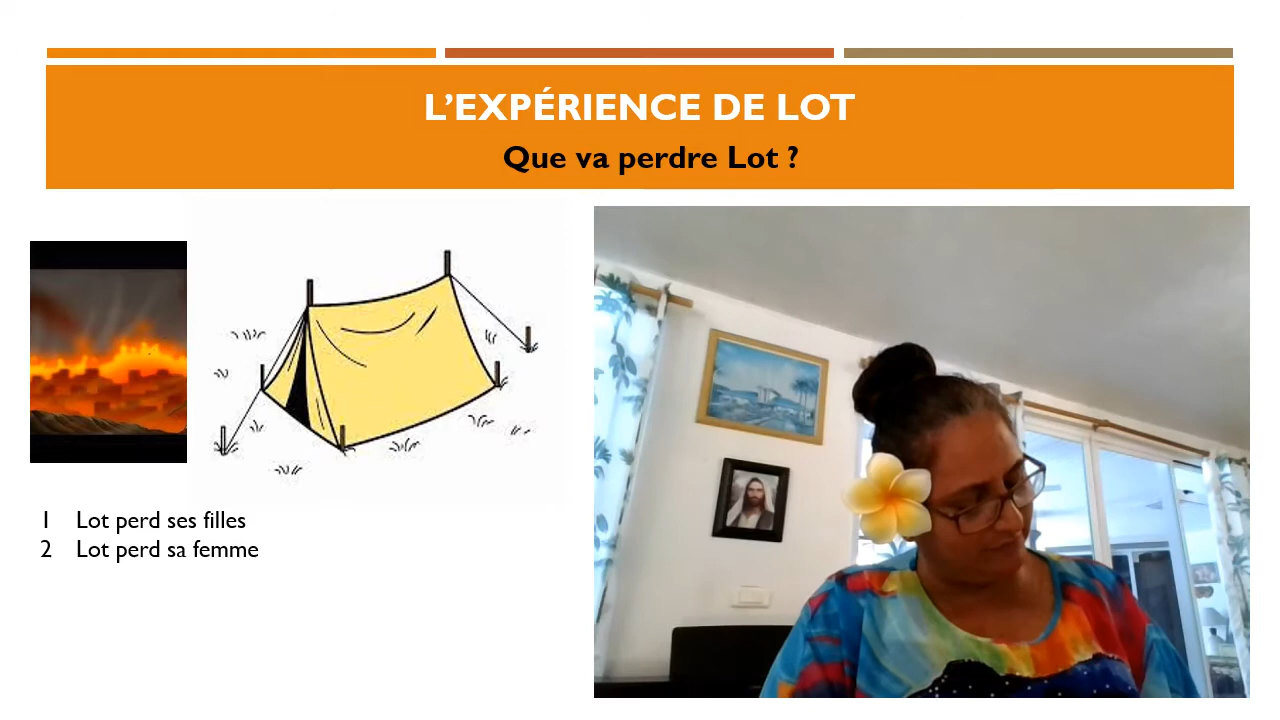 L’EXPÉRIENCE DE LOT
Que va perdre Lot ?
1 Lot perd ses filles
2 Lot perd sa femme